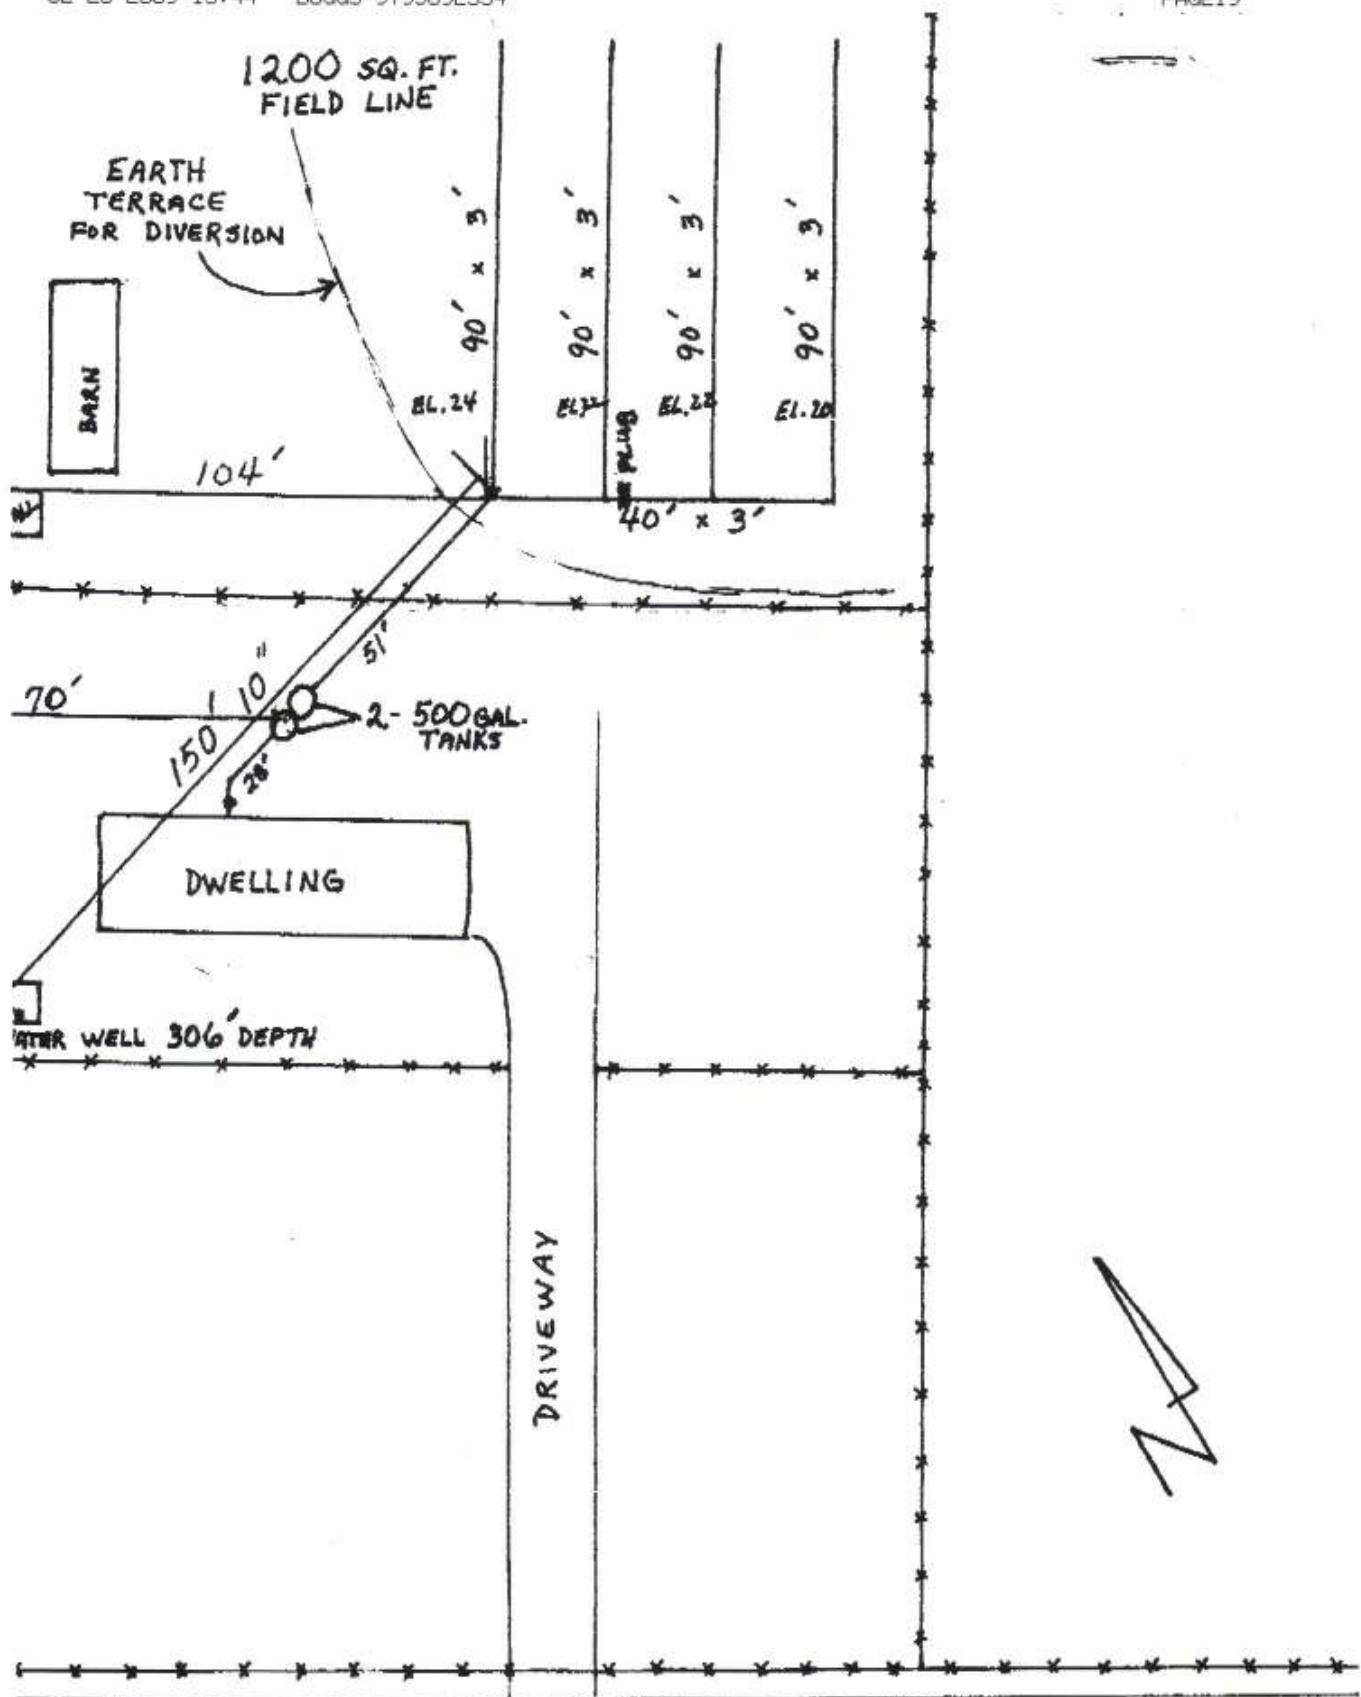 1200 SQ. FT.
FIELD LINE
EARTH
TERRACE
FOR DIVERSION
90' x 3'
90' x 3'
90' x 3'
90' x 3'
BARN
EL. 24
EL. 22
EL. 20
PLUG
104'
40' x 3'
51'
70'
150' 10"
2-500 GAL.
TANKS
28'
DWELLING
WELL 306' DEPTH
DRIVEWAY
N